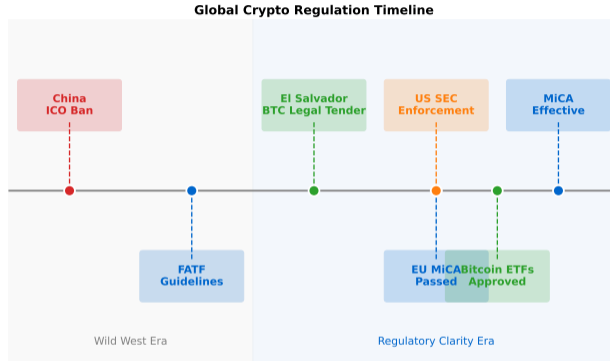 Global Crypto Regulation Timeline
China
ICO Ban
El Salvador
BTC Legal Tender
US SEC
Enforcement
MiCA
Effective
FATF
Guidelines
EU MiCA
Passed
Bitcoin ETFs
Approved
Wild West Era
Regulatory Clarity Era